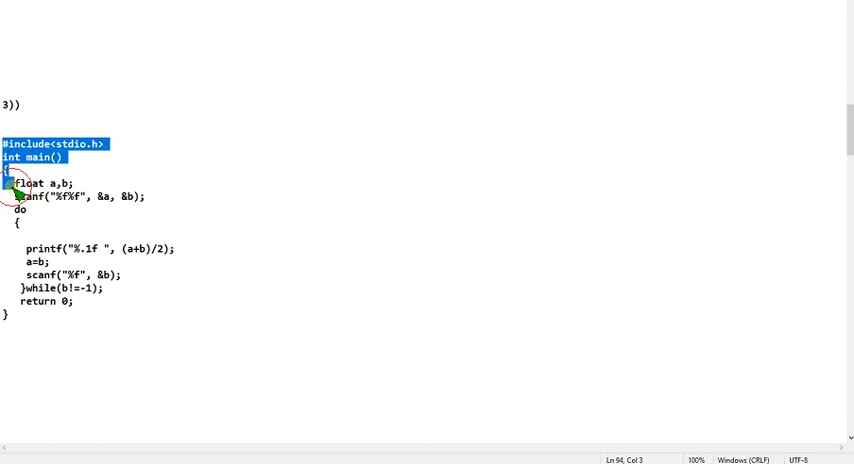 3))
#include<stdio.h>
int main()
{
float a,b;
scanf("%f%f", &a, &b);
do
{
printf("%.1f ", (a+b)/2);
a=b;
scanf("%f", &b);
}while(b!=-1);
return 0;
}
Ln 94, Col 3 100% Windows (CRLF) UTF-8